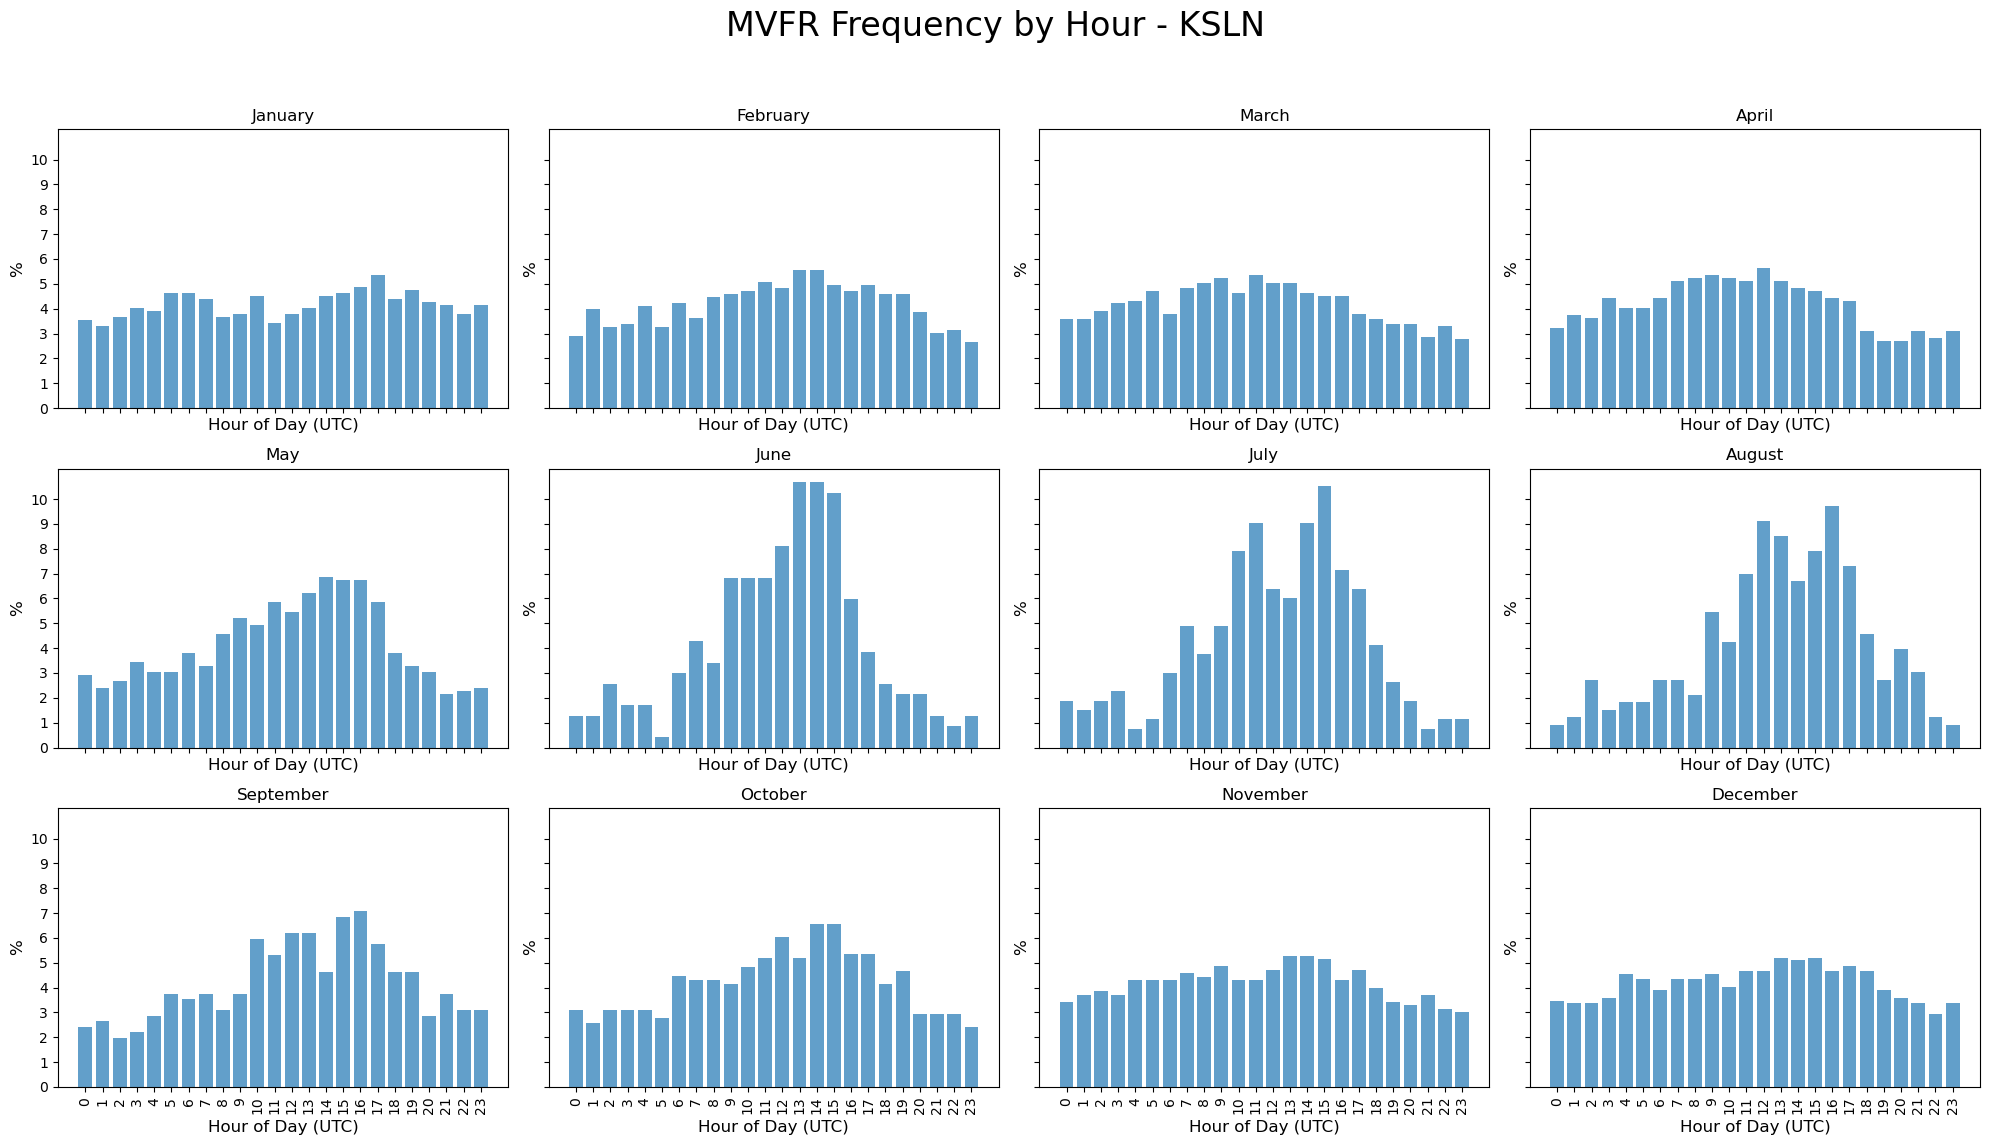 MVFR Frequency by Hour - KSLN
January
February
March
April
10
9
8
7
6
5
4
3
2
1
0
%
%
%
%
Hour of Day (UTC)
Hour of Day (UTC)
Hour of Day (UTC)
Hour of Day (UTC)
May
June
July
August
10
9
8
7
6
5
4
3
2
1
0
%
%
%
%
Hour of Day (UTC)
Hour of Day (UTC)
Hour of Day (UTC)
Hour of Day (UTC)
September
October
November
December
10
9
8
7
6
5
4
3
2
1
0
%
%
%
%
0 1 2 3 4 5 6 7 8 9 10 11 12 13 14 15 16 17 18 19 20 21 22 23
0 1 2 3 4 5 6 7 8 9 10 11 12 13 14 15 16 17 18 19 20 21 22 23
0 1 2 3 4 5 6 7 8 9 10 11 12 13 14 15 16 17 18 19 20 21 22 23
0 1 2 3 4 5 6 7 8 9 10 11 12 13 14 15 16 17 18 19 20 21 22 23
Hour of Day (UTC)
Hour of Day (UTC)
Hour of Day (UTC)
Hour of Day (UTC)